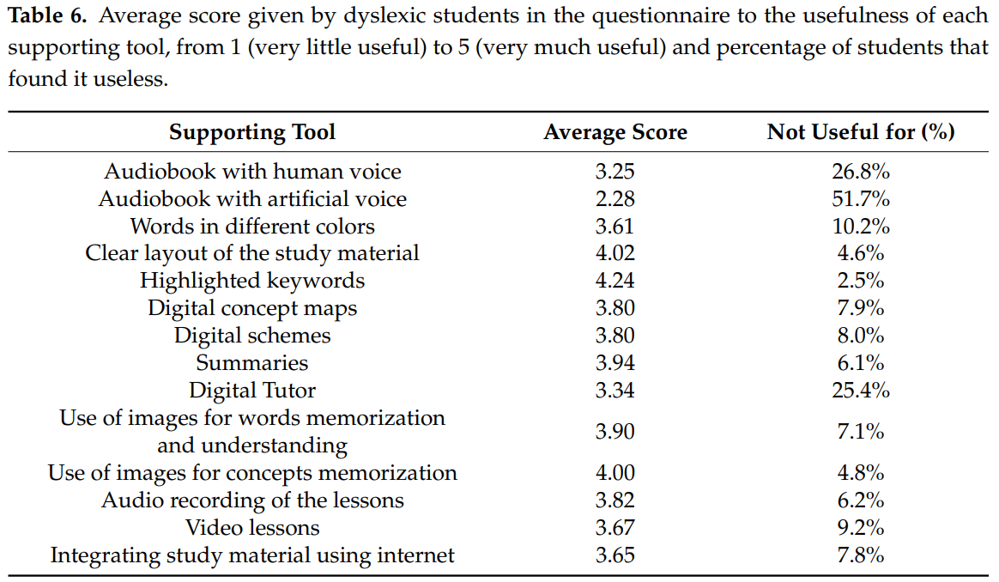 Table 6. Average score given by dyslexic students in the questionnaire to the usefulness of each
supporting tool, from 1 (very little useful) to 5 (very much useful) and percentage of students that
found it useless.
Supporting Tool Average Score Not Useful for (%)
Audiobook with human voice 3.25 26.8%
Audiobook with artificial voice 2.28 51.7%
Words in different colors 3.61 10.2%
Clear layout of the study material 4.02 4.6%
Highlighted keywords 4.24 2.5%
Digital concept maps 3.80 7.9%
Digital schemes 3.80 8.0%
Summaries 3.94 6.1%
Digital Tutor 3.34 25.4%
Use of images for words memorization
and understanding 3.90 7.1%
Use of images for concepts memorization 4.00 4.8%
Audio recording of the lessons 3.82 6.2%
Video lessons 3.67 9.2%
Integrating study material using internet 3.65 7.8%